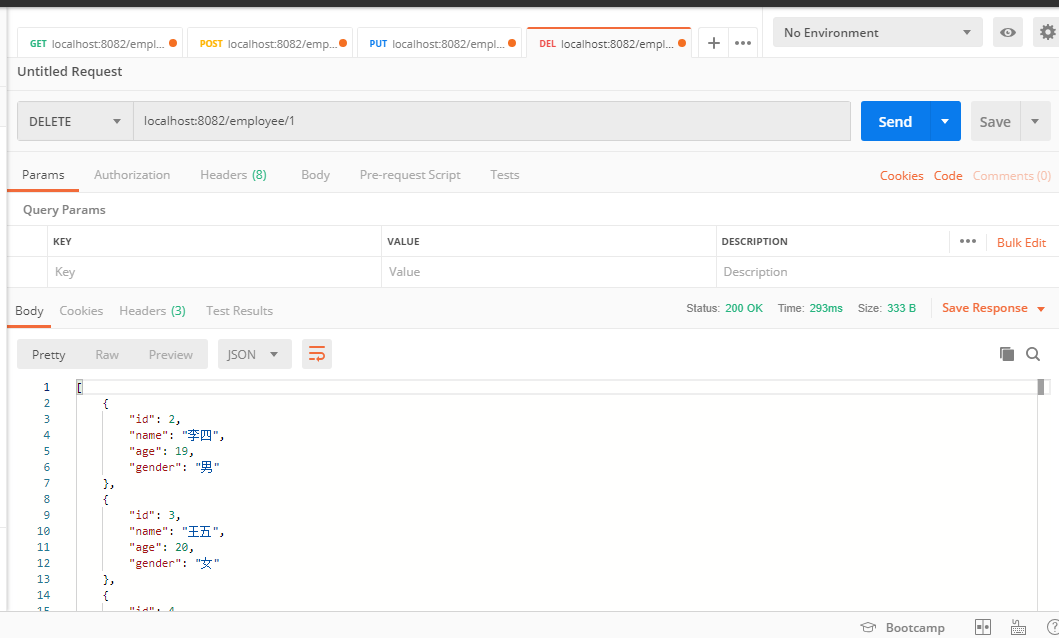 GET localhost:8082/empl... POST localhost:8082/emp... PUT localhost:8082/empl... DEL localhost:8082/empl... + ••• No Environment
Untitled Request
DELETE localhost:8082/employee/1 Send Save
Params Authorization Headers (8) Body Pre-request Script Tests Cookies Code Comments (0)
Query Params
KEY VALUE DESCRIPTION ••• Bulk Edit
Key Value Description
Body Cookies Headers (3) Test Results Status: 200 OK Time: 293ms Size: 333 B Save Response
Pretty Raw Preview JSON
1 [
2 {
3 "id": 2,
4 "name": "李四",
5 "age": 19,
6 "gender": "男"
7 },
8 {
9 "id": 3,
10 "name": "王五",
11 "age": 20,
12 "gender": "女"
13 },
14 {
15 "id": 4
Bootcamp ?